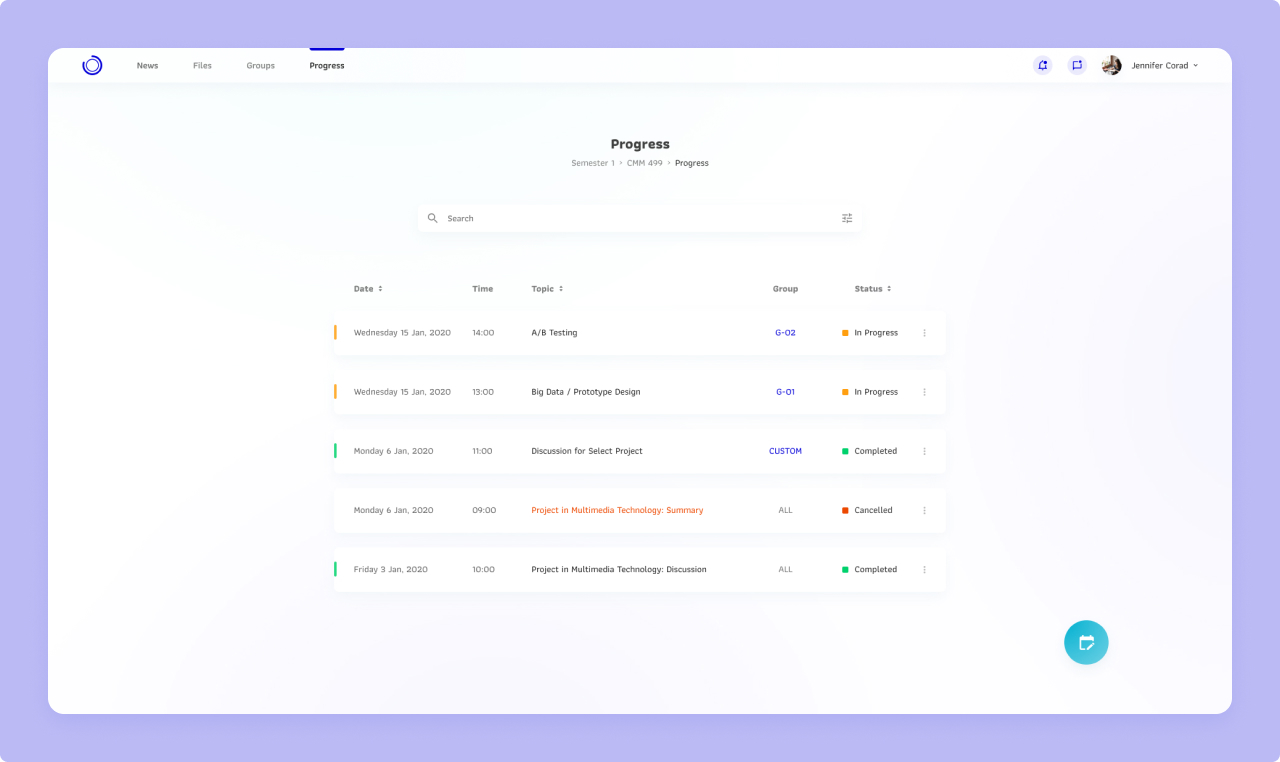 News Files Groups Progress Jennifer Corad
Progress
Semester 1 Ꮟ CMM 499 Progress
Search
Date Time Topic Group Status
Wednesday 15 Jan, 2020 14:00 A/B Testing G-02 In Progress
Wednesday 15 Jan, 2020 13:00 Big Data / Prototype Design G-01 In Progress
Monday 6 Jan, 2020 11:00 Discussion for Select Project CUSTOM Completed
Monday 6 Jan, 2020 09:00 Project in Multimedia Technology: Summary ALL Cancelled
Friday 3 Jan, 2020 10:00 Project in Multimedia Technology: Discussion ALL Completed